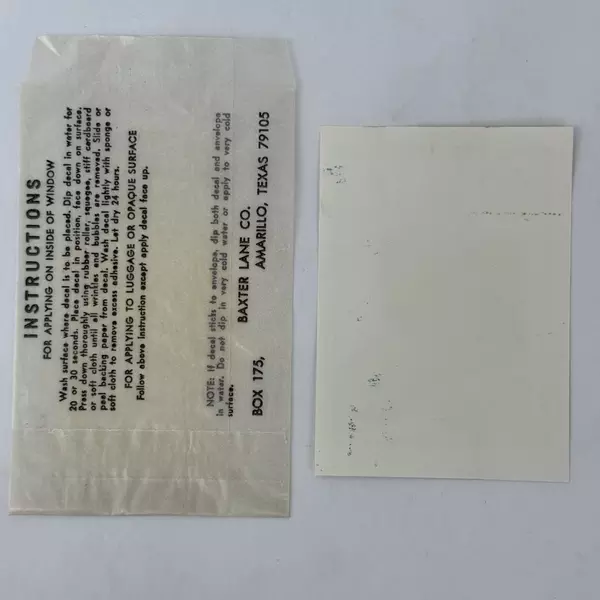 INSTRUCTIONS
FOR APPLYING ON INSIDE OF WINDOW
Wash surface where decal is to be placed. Dip decal in water for
20 or 30 seconds. Place decal in position, face down on surface.
Press down thoroughly using rubber roller, squeegee, stiff cardboard
or soft cloth until all wrinkles and bubbles are removed. Slide or
peel backing paper from decal. Wash decal lightly with sponge or
soft cloth to remove excess adhesive. Let dry 24 hours.
FOR APPLYING TO LUGGAGE OR OPAQUE SURFACE
Follow above instruction except apply decal face up.
NOTE: If decal sticks to envelope, dip both decal and envelope
in water. Do not dip in very cold water or apply to very cold
surface.
BAXTER LANE CO.
BOX 175, AMARILLO, TEXAS 79105